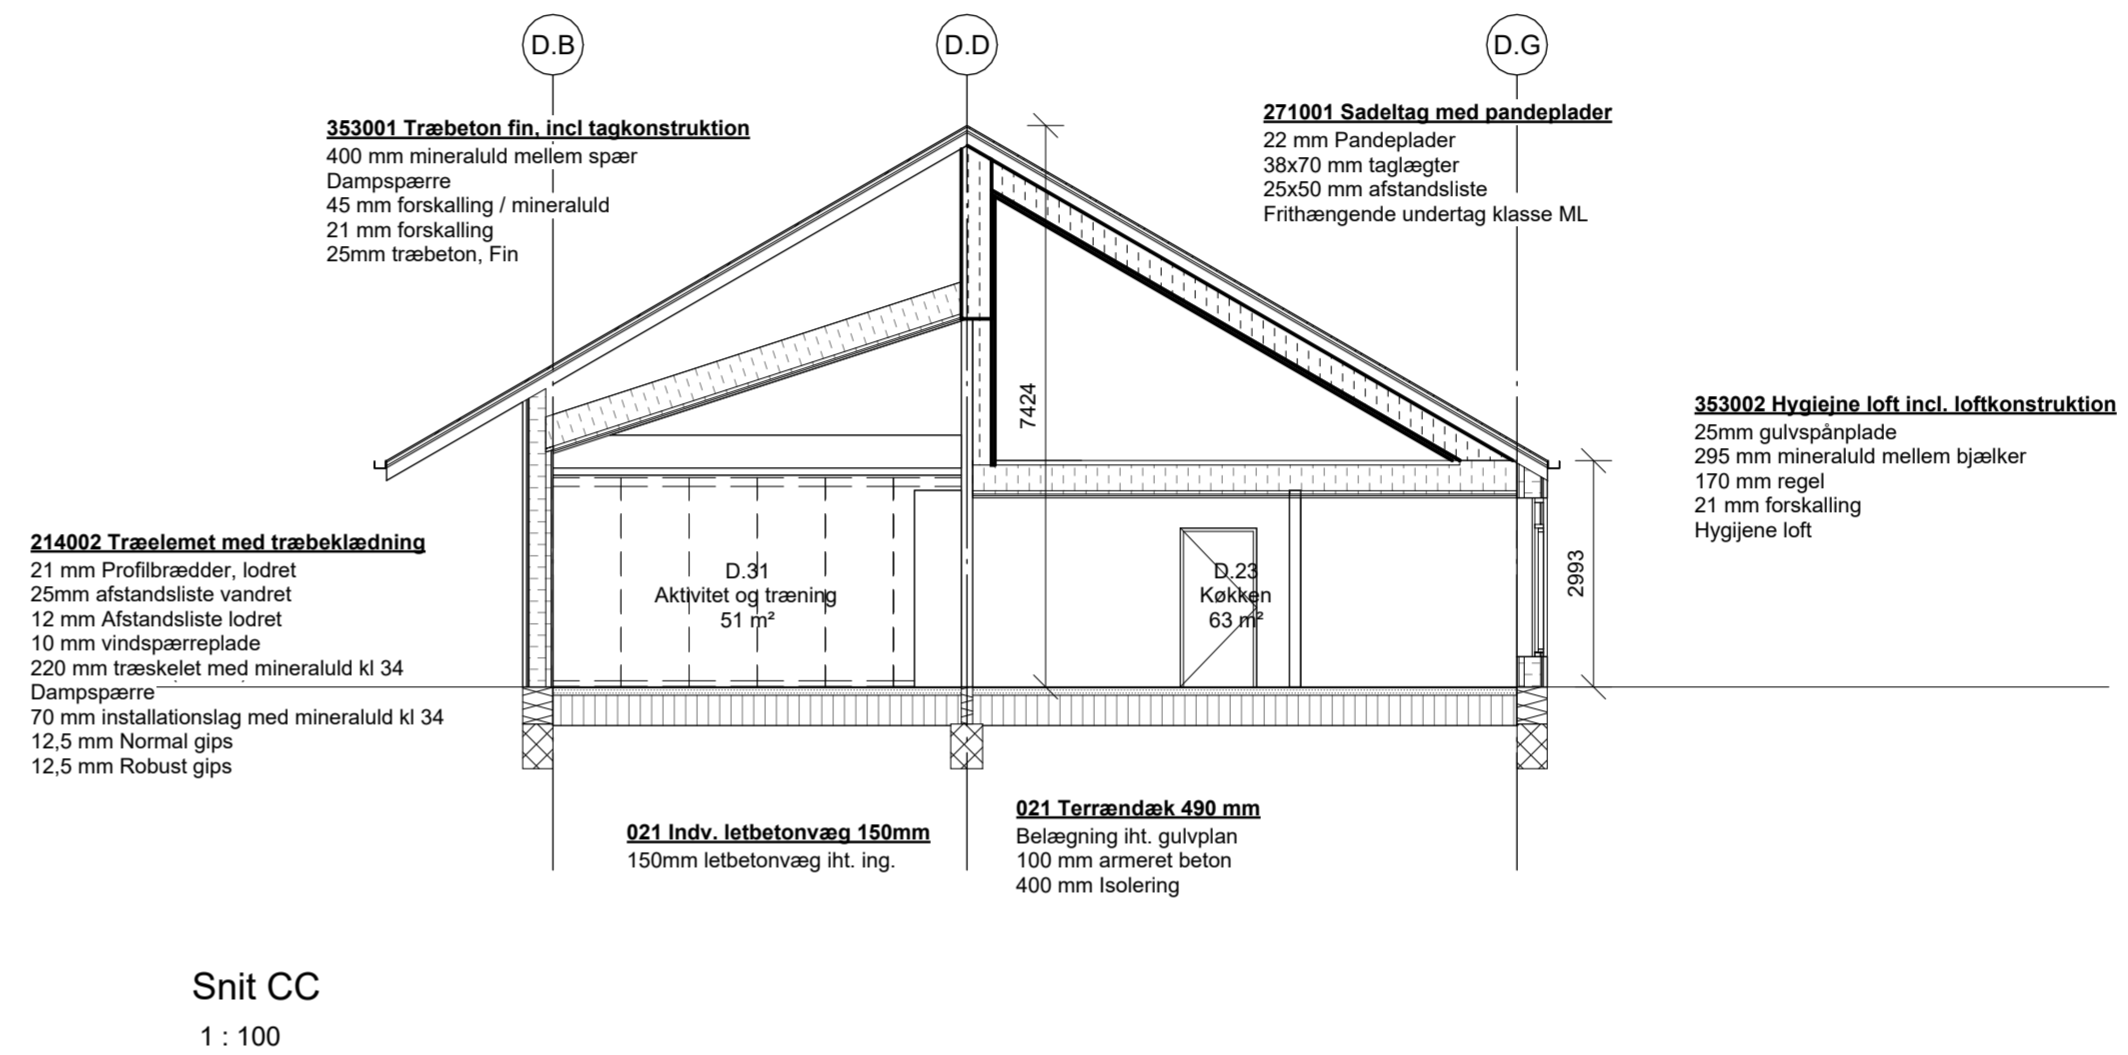 D.B
D.D
D.G
353001 Træbeton fin, incl tagkonstruktion
400 mm mineraluld mellem spær
Dampspærre
45 mm forskalling / mineraluld
21 mm forskalling
25mm træbeton, Fin
271001 Sadeltag med pandeplader
22 mm Pandeplader
38x70 mm taglægter
25x50 mm afstandsliste
Frithængende undertag klasse ML
7424
353002 Hygiejne loft incl. loftkonstruktion
25mm gulvspånplade
295 mm mineraluld mellem bjælker
170 mm regel
21 mm forskalling
Hygijene loft
2993
214002 Træelemet med træbeklædning
21 mm Profilbrædder, lodret
25mm afstandsliste vandret
12 mm Afstandsliste lodret
10 mm vindspærreplade
220 mm træskelet med mineraluld kl 34
Dampspærre
70 mm installationslag med mineraluld kl 34
12,5 mm Normal gips
12,5 mm Robust gips
D.31
Aktivitet og træning
51 m²
D.23
Køkken
63 m²
021 Indv. letbetonvæg 150mm
150mm letbetonvæg iht. ing.
021 Terrændæk 490 mm
Belægning iht. gulvplan
100 mm armeret beton
400 mm Isolering
Snit CC
1 : 100